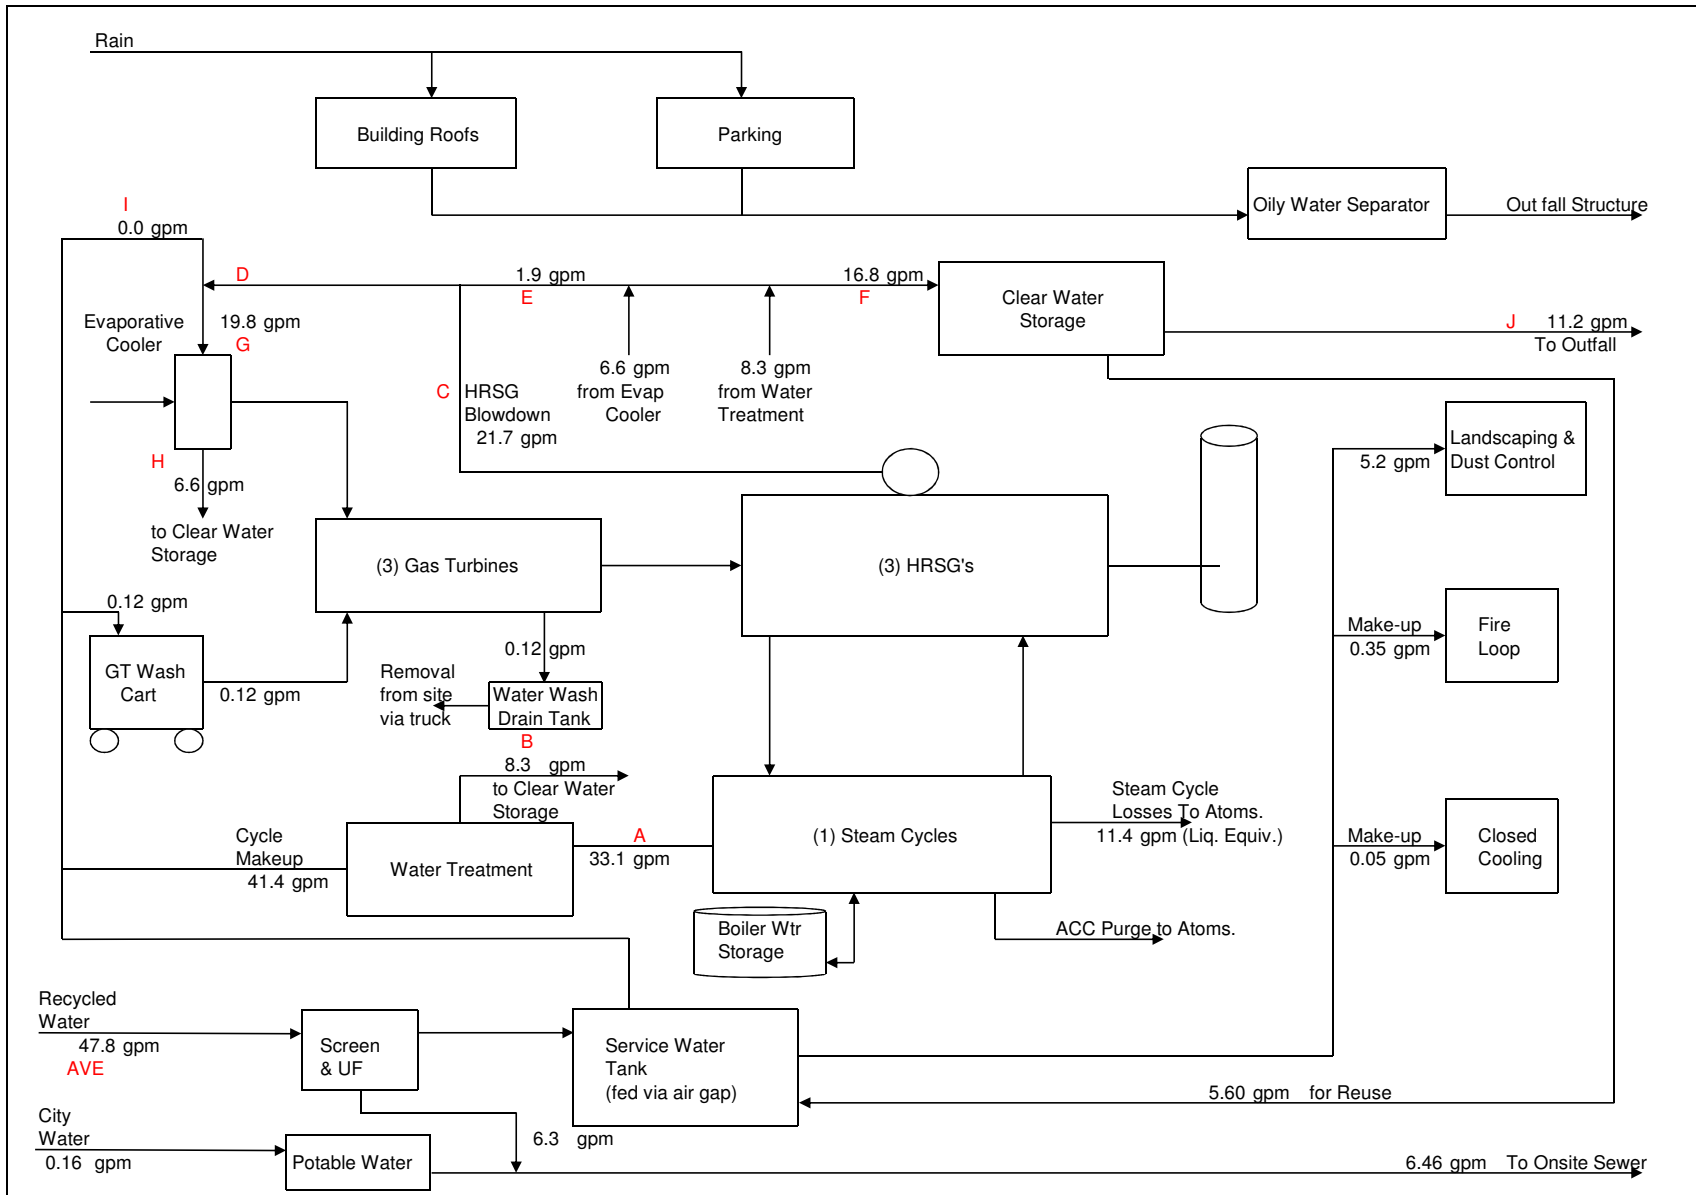 Rain
Building Roofs
Parking
Oily Water Separator
Out fall Structure
I
0.0 gpm
D
1.9 gpm
E
16.8 gpm
F
Clear Water
Storage
J
11.2 gpm
To Outfall
Evaporative
Cooler
19.8 gpm
G
C
HRSG
Blowdown
21.7 gpm
6.6 gpm
from Evap
Cooler
8.3 gpm
from Water
Treatment
H
6.6 gpm
to Clear Water
Storage
(3) Gas Turbines
(3) HRSG's
5.2 gpm
Landscaping &
Dust Control
0.12 gpm
GT Wash
Cart
0.12 gpm
0.12 gpm
Removal
from site
via truck
Water Wash
Drain Tank
B
8.3 gpm
to Clear Water
Storage
Make-up
0.35 gpm
Fire
Loop
Cycle
Makeup
41.4 gpm
Water Treatment
A
33.1 gpm
(1) Steam Cycles
Steam Cycle
Losses To Atoms.
11.4 gpm (Liq. Equiv.)
Make-up
0.05 gpm
Closed
Cooling
Boiler Wtr
Storage
ACC Purge to Atoms.
Recycled
Water
47.8 gpm
AVE
Screen
& UF
Service Water
Tank
(fed via air gap)
5.60 gpm for Reuse
City
Water
0.16 gpm
Potable Water
6.3 gpm
6.46 gpm To Onsite Sewer